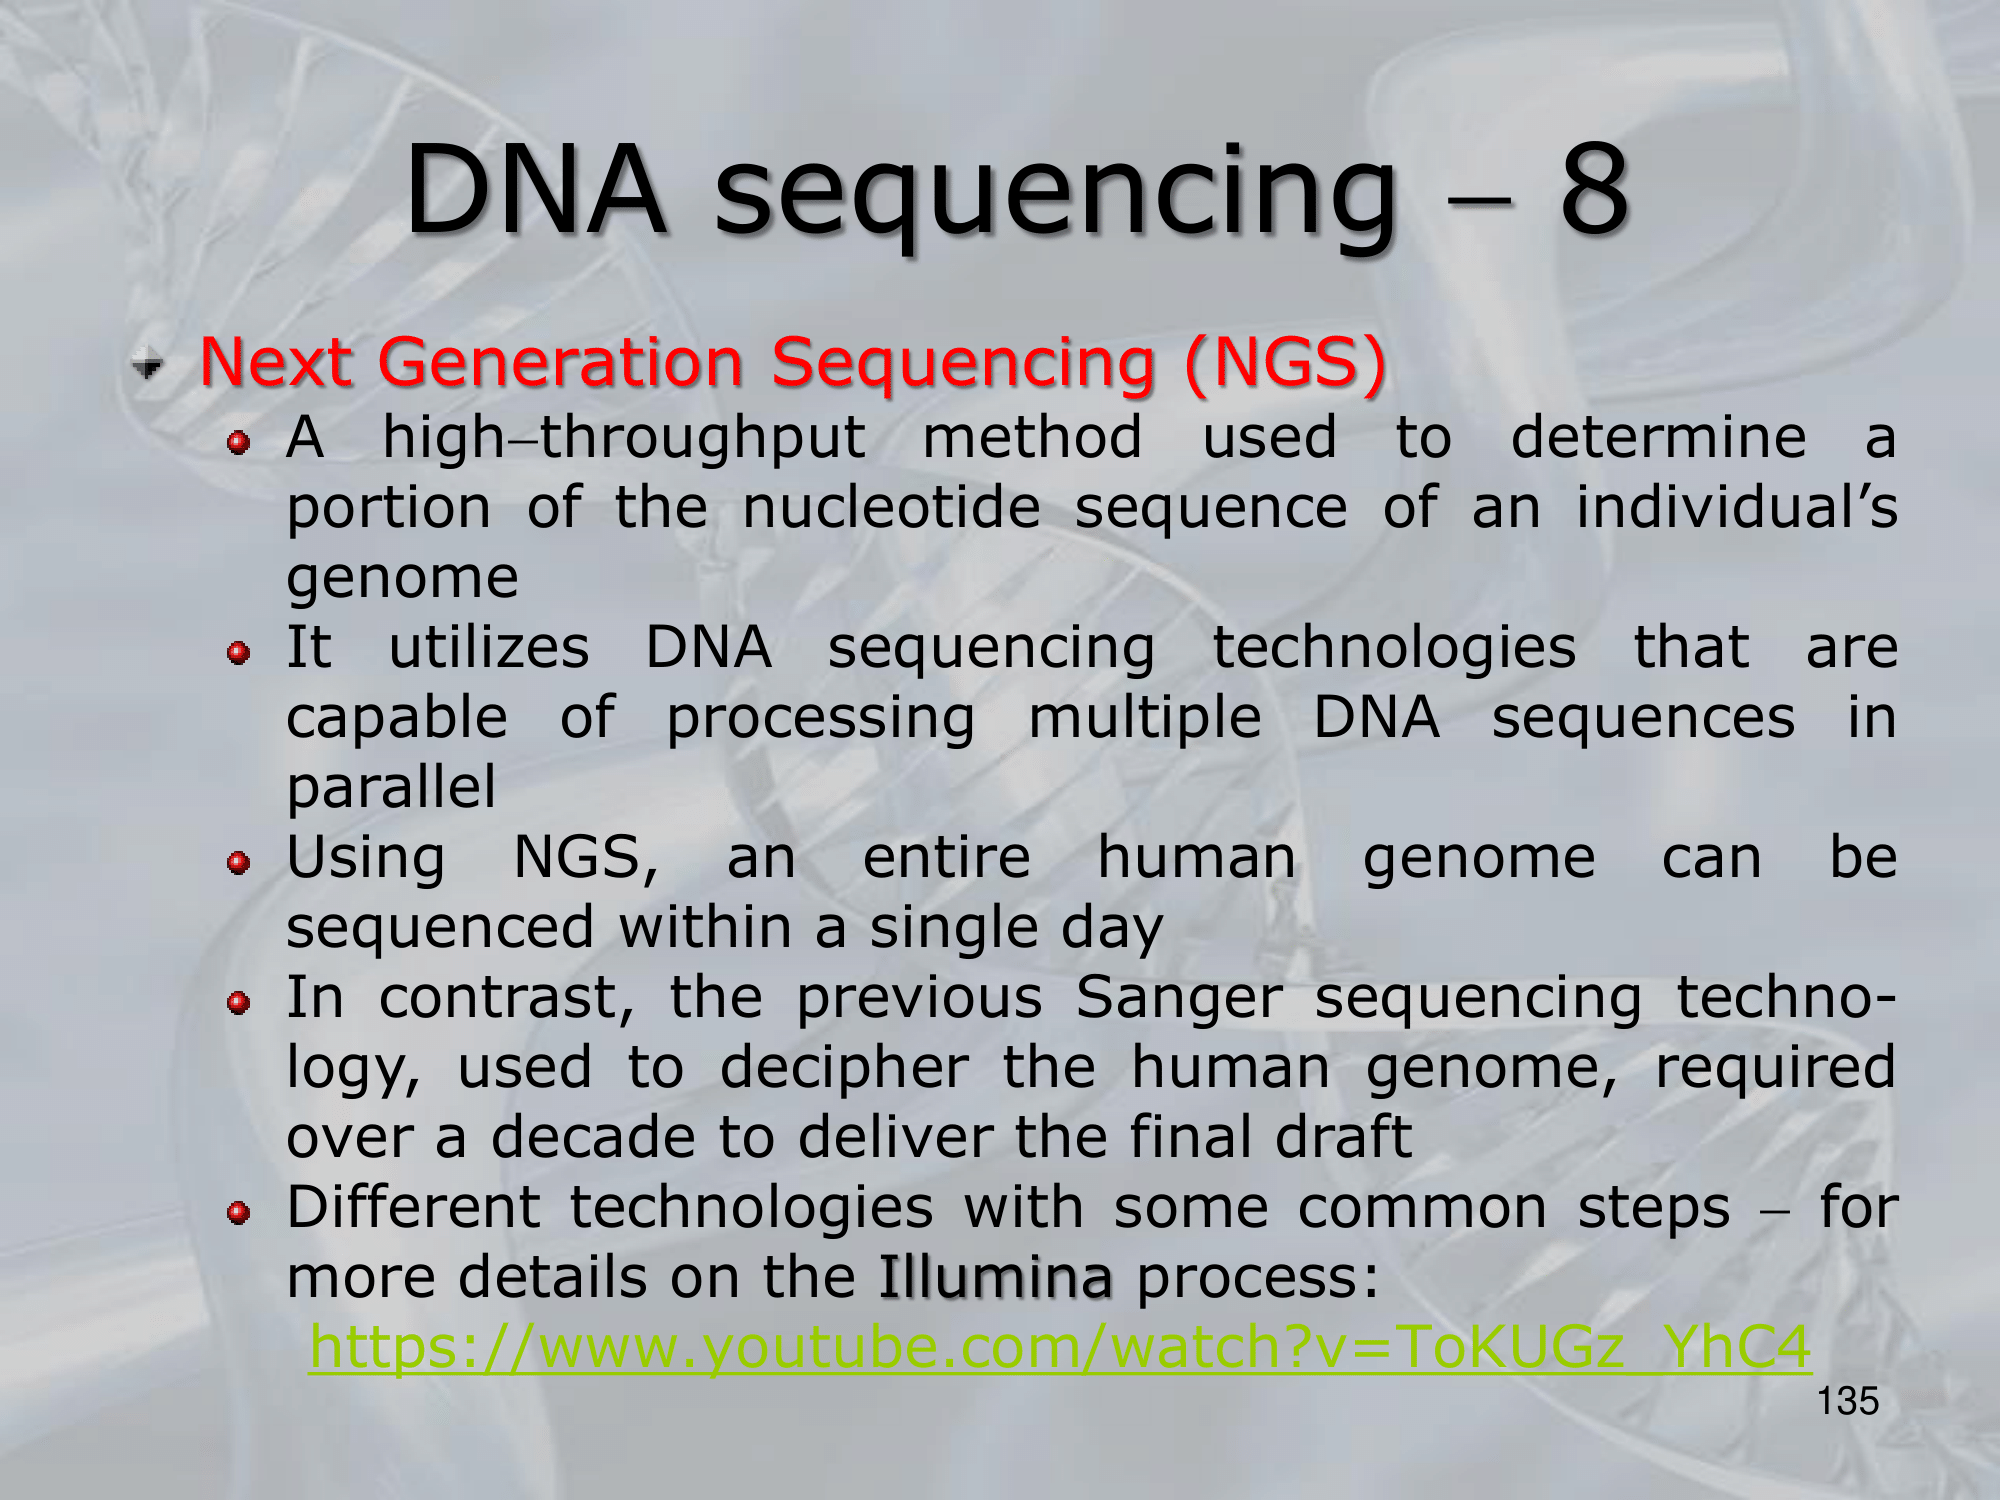 DNA sequencing – 8
Next Generation Sequencing (NGS)
A high–throughput method used to determine a
portion of the nucleotide sequence of an individual’s
genome
It utilizes DNA sequencing technologies that are
capable of processing multiple DNA sequences in
parallel
Using NGS, an entire human genome can be
sequenced within a single day
In contrast, the previous Sanger sequencing techno-
logy, used to decipher the human genome, required
over a decade to deliver the final draft
Different technologies with some common steps – for
more details on the Illumina process:
https://www.youtube.com/watch?v=ToKUGz_YhC4
135